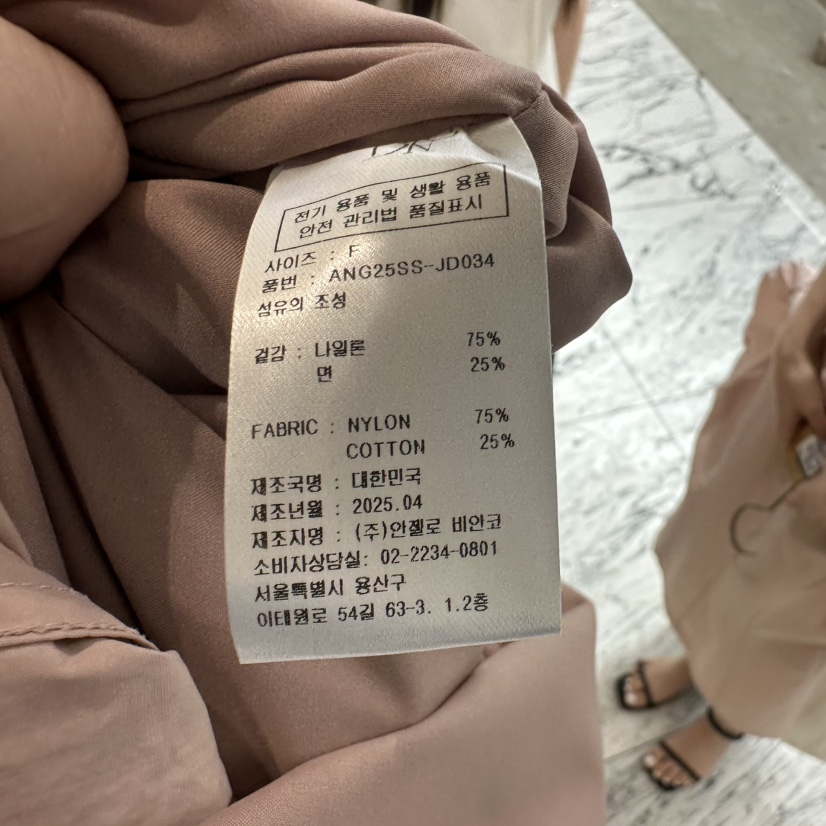 전기 용품 및 생활 용품
안전 관리법 품질표시
사이즈 : F
품번 : ANG25SS-JD034
섬유의 조성
겉감 : 나일론 75%
면 25%
FABRIC : NYLON 75%
COTTON 25%
제조국명 : 대한민국
제조년월 : 2025.04
제조자명 : (주)안젤로 비안코
소비자상담실: 02-2234-0801
서울특별시 용산구
이태원로 54길 63-3. 1.2층